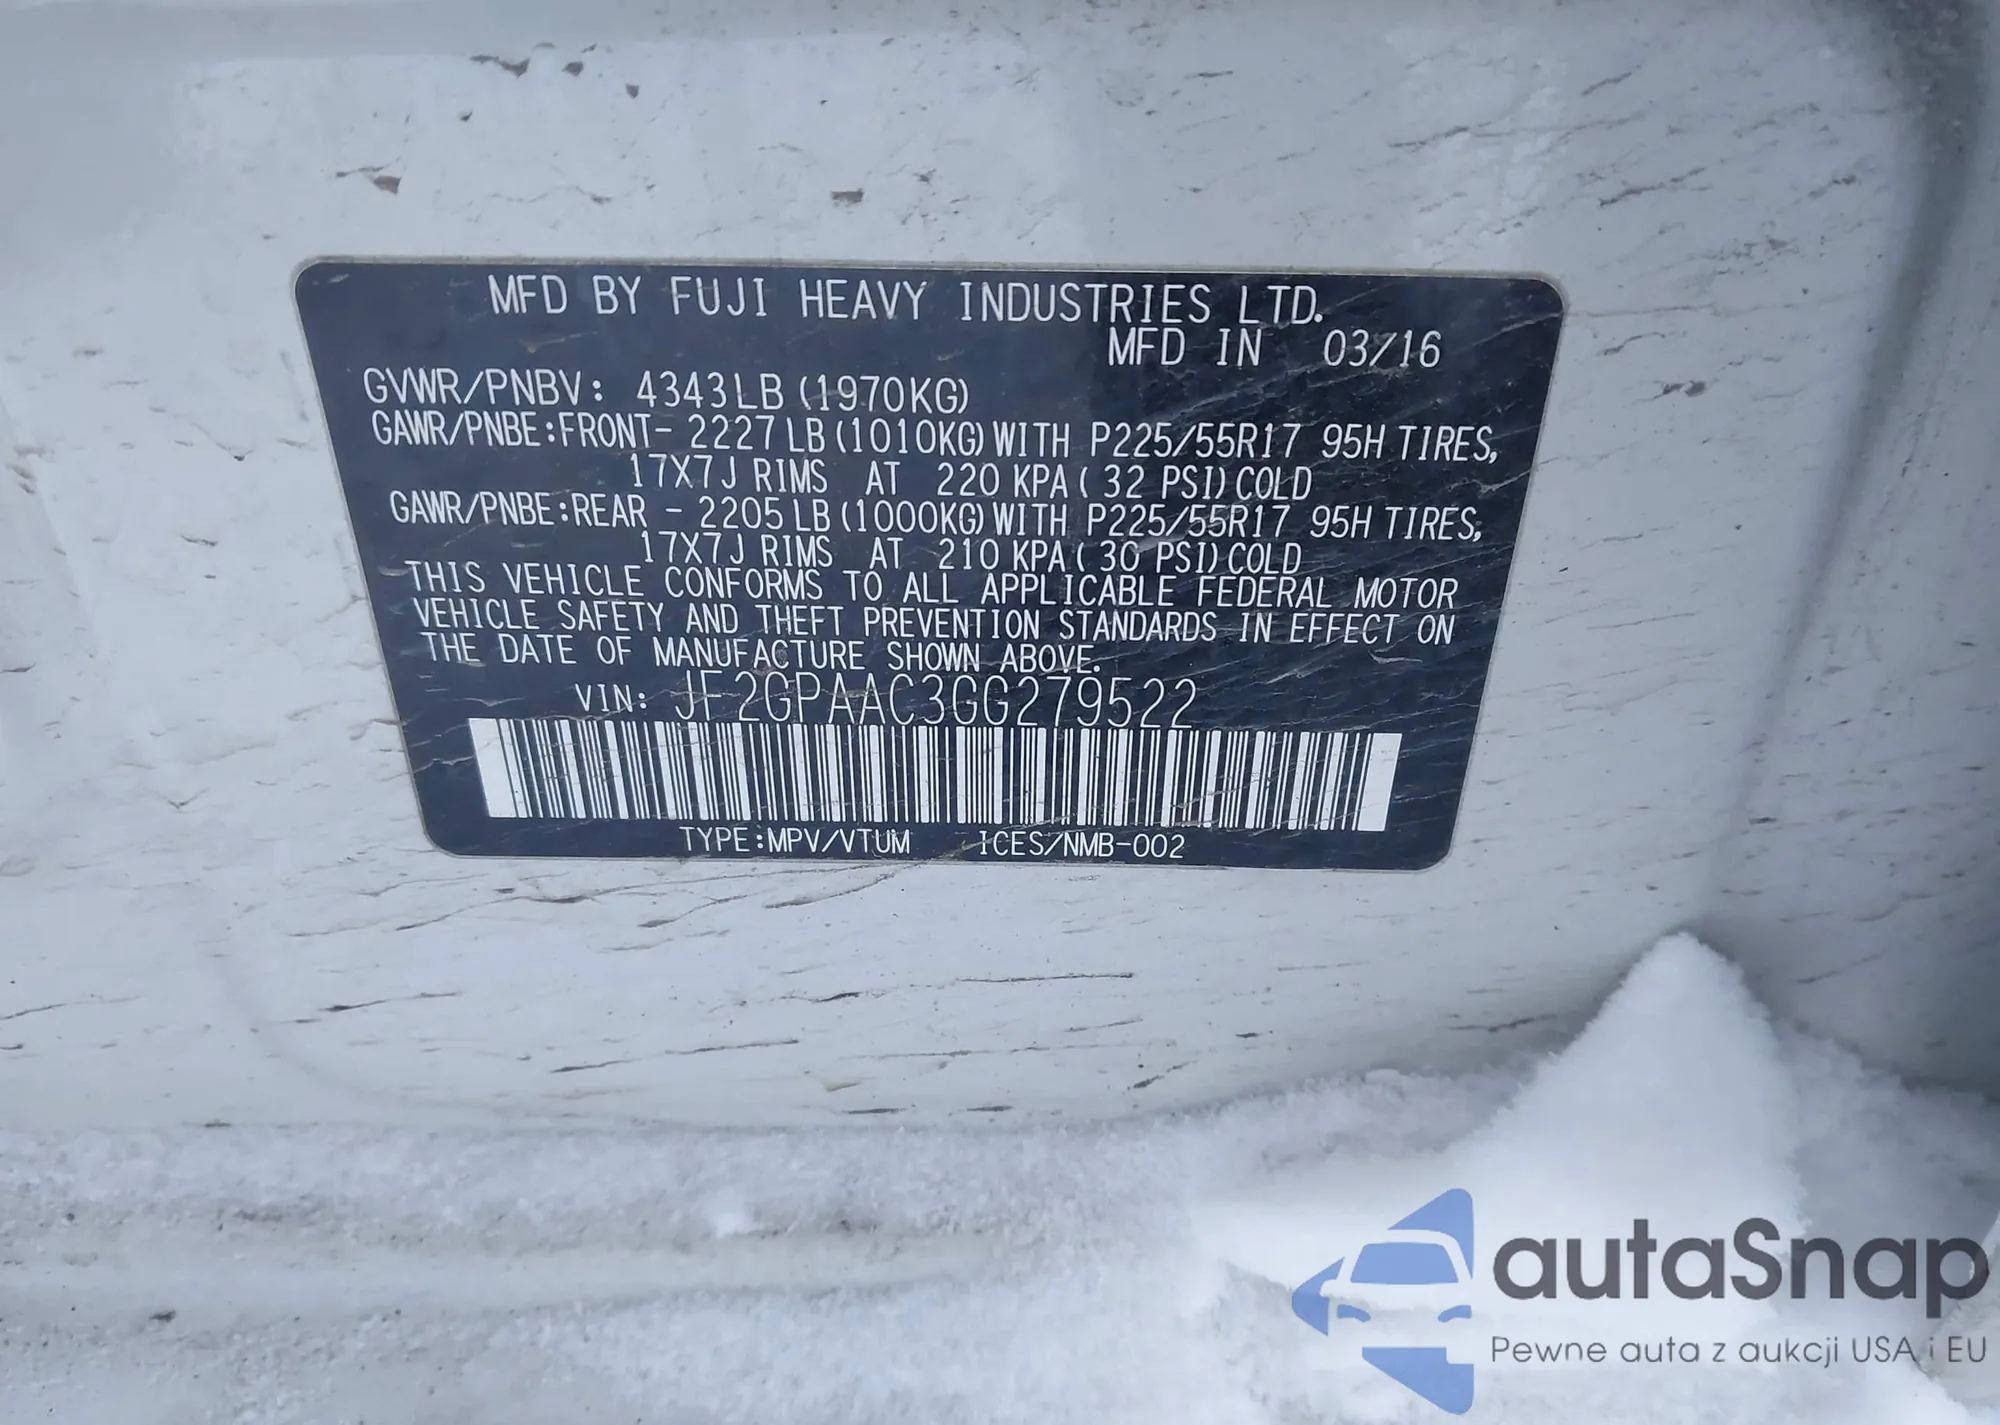 MFD BY FUJI HEAVY INDUSTRIES LTD.
MFD IN 03/16
GVWR/PNBV: 4343LB (1970KG)
GAWR/PNBE:FRONT- 2227LB (1010KG) WITH P225/55R17 95H TIRES,
17X7J RIMS AT 220 KPA ( 32 PSI) COLD
GAWR/PNBE:REAR - 2205LB (1000KG) WITH P225/55R17 95H TIRES,
17X7J RIMS AT 210 KPA ( 30 PSI) COLD
THIS VEHICLE CONFORMS TO ALL APPLICABLE FEDERAL MOTOR
VEHICLE SAFETY AND THEFT PREVENTION STANDARDS IN EFFECT ON
THE DATE OF MANUFACTURE SHOWN ABOVE.
VIN: JF2GPAAC3GG279522
TYPE:MPV/VTUM ICES/NMB-002
autaSnap
Pewne auta z aukcji USA i EU